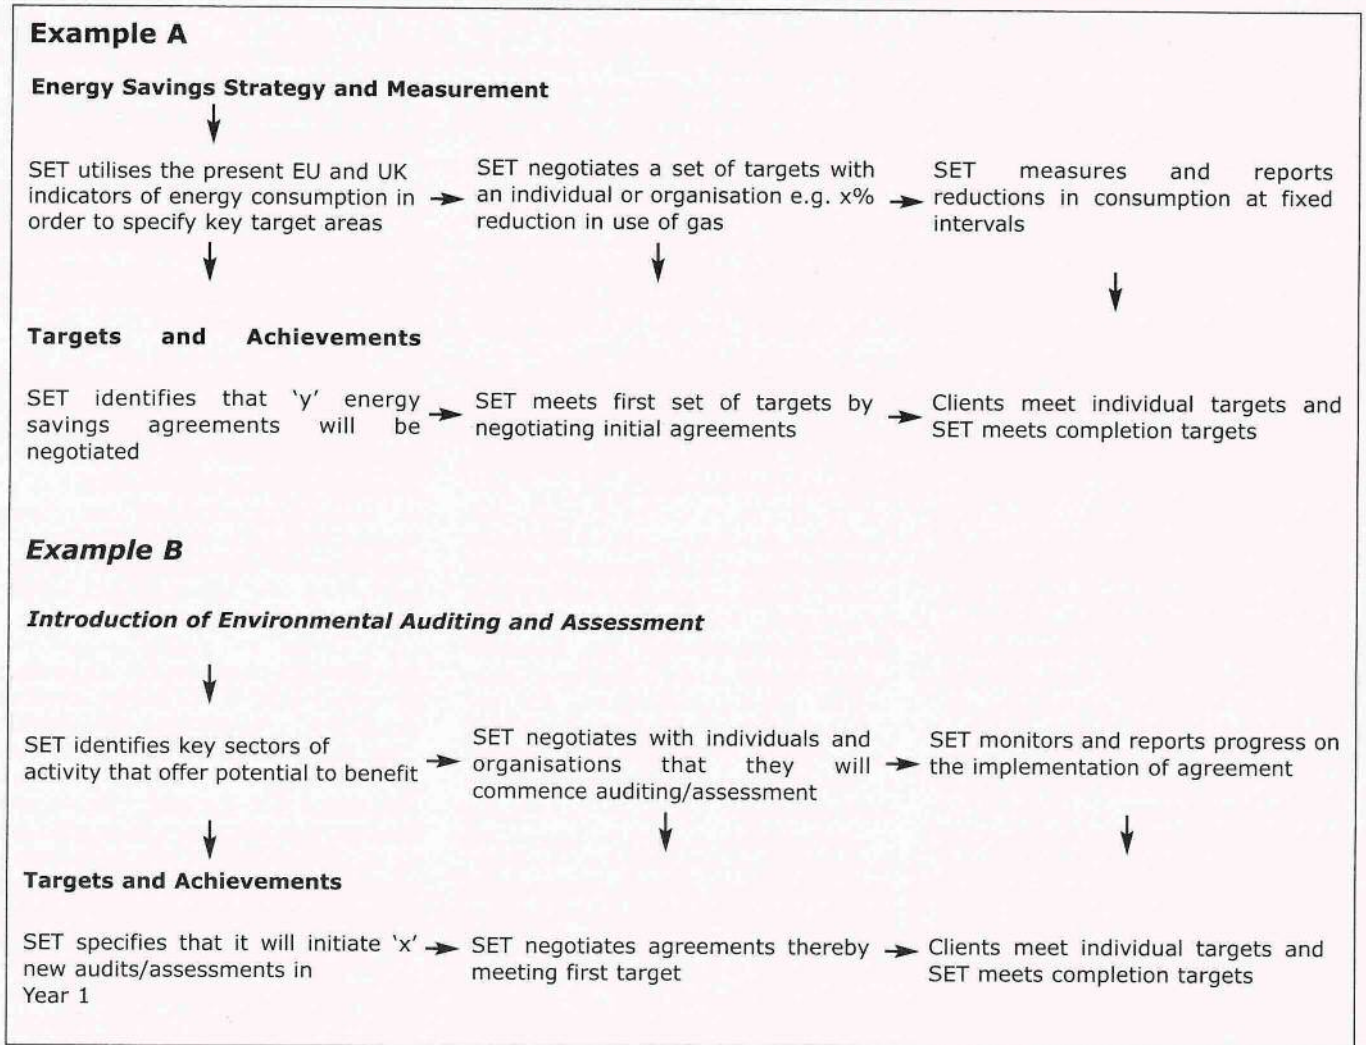 Example A
Energy Savings Strategy and Measurement
SET utilises the present EU and UK
indicators of energy consumption in
order to specify key target areas
SET negotiates a set of targets with
an individual or organisation e.g. x%
reduction in use of gas
SET measures and reports
reductions in consumption at fixed
intervals
Targets and Achievements
SET identifies that 'y' energy
savings agreements will be
negotiated
SET meets first set of targets by
negotiating initial agreements
Clients meet individual targets and
SET meets completion targets
Example B
Introduction of Environmental Auditing and Assessment
SET identifies key sectors of
activity that offer potential to benefit
SET negotiates with individuals and
organisations that they will
commence auditing/assessment
SET monitors and reports progress on
the implementation of agreement
Targets and Achievements
SET specifies that it will initiate 'x'
new audits/assessments in
Year 1
SET negotiates agreements thereby
meeting first target
Clients meet individual targets and
SET meets completion targets